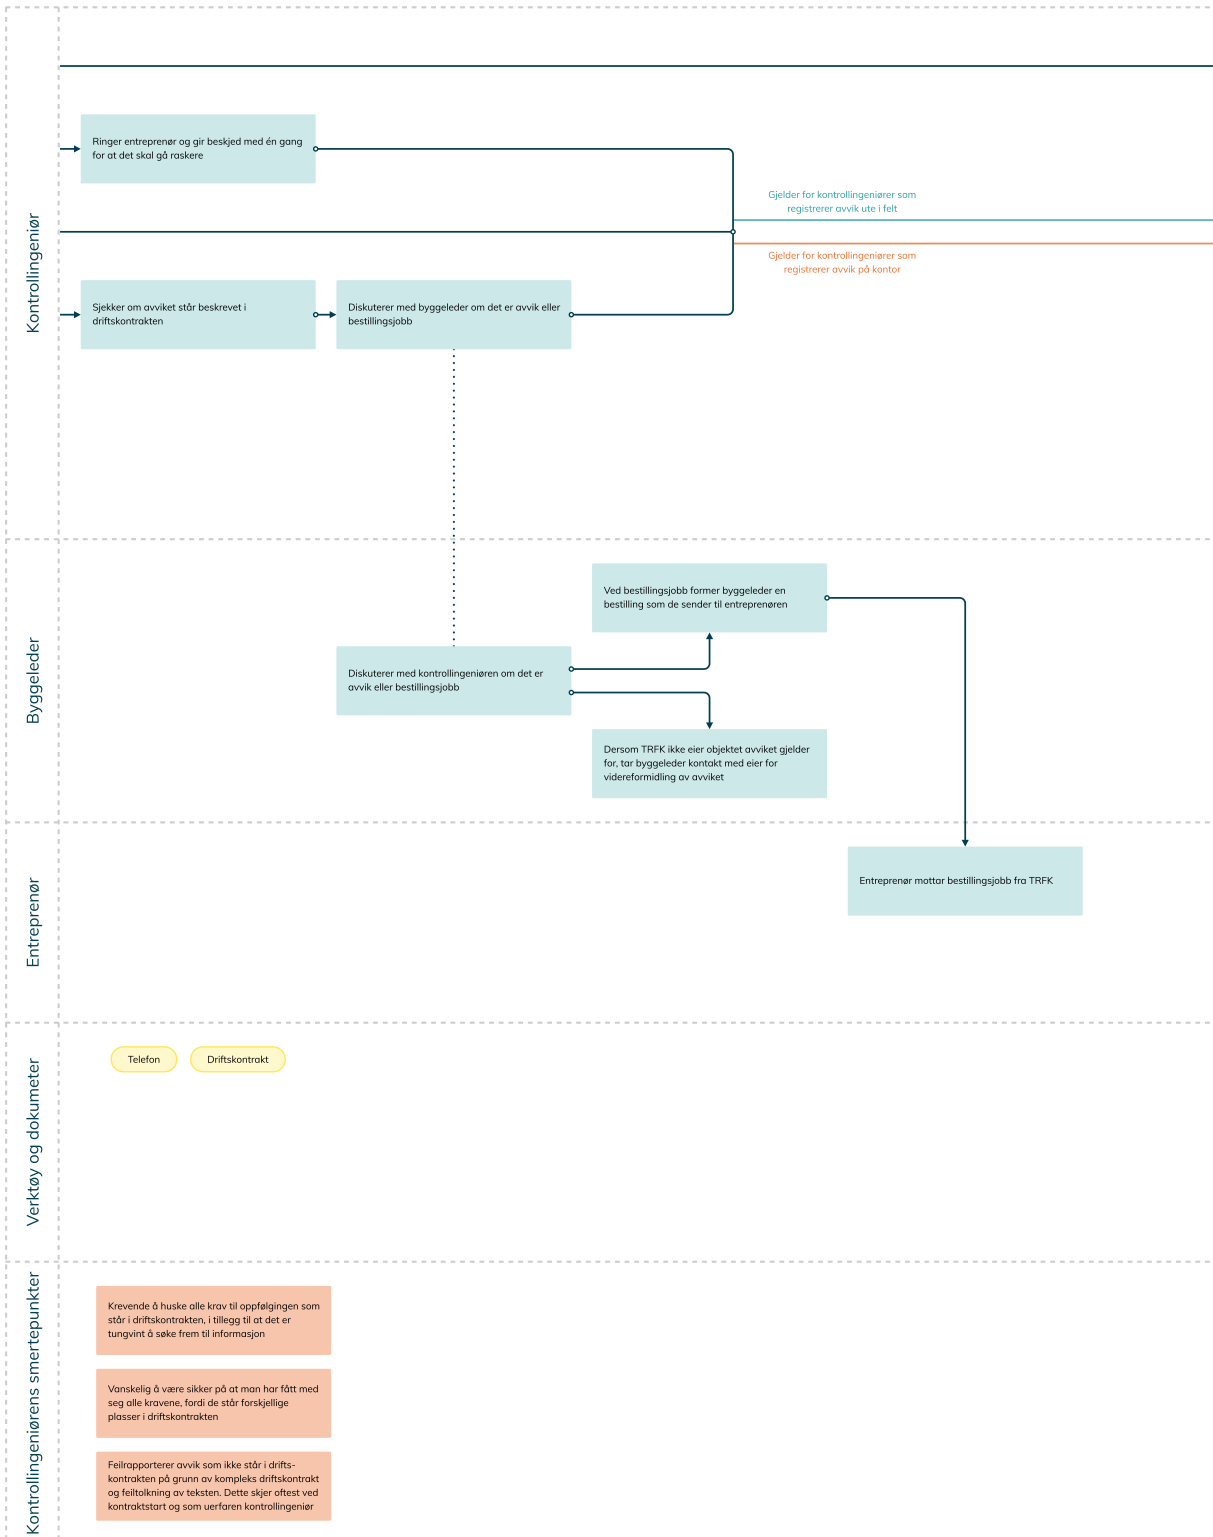 Kontrollingeniør
Ringer entreprenør og gir beskjed med én gang
for at det skal gå raskere
Gjelder for kontrollingeniører som
registrerer avvik ute i felt
Gjelder for kontrollingeniører som
registrerer avvik på kontor
Sjekker om avviket står beskrevet i
driftskontrakten
Diskuterer med byggeleder om det er avvik eller
bestillingsjobb
Byggeleder
Ved bestillingsjobb former byggeleder en
bestilling som de sender til entreprenøren
Diskuterer med kontrollingeniøren om det er
avvik eller bestillingsjobb
Dersom TRFK ikke eier objektet avviket gjelder
for, tar byggeleder kontakt med eier for
videreformidling av avviket
Entreprenør
Entreprenør mottar bestillingsjobb fra TRFK
Verktøy og dokumeter
Telefon
Driftskontrakt
Kontrollingeniørens smertepunkter
Krevende å huske alle krav til oppfølgingen som
står i driftskontrakten, i tillegg til at det er
tungvint å søke frem til informasjon
Vanskelig å være sikker på at man har fått med
seg alle kravene, fordi de står forskjellige
plasser i driftskontrakten
Feilrapporterer avvik som ikke står i drifts-
kontrakten på grunn av kompleks driftskontrakt
og feiltolkning av teksten. Dette skjer oftest ved
kontraktstart og som uerfaren kontrollingeniør